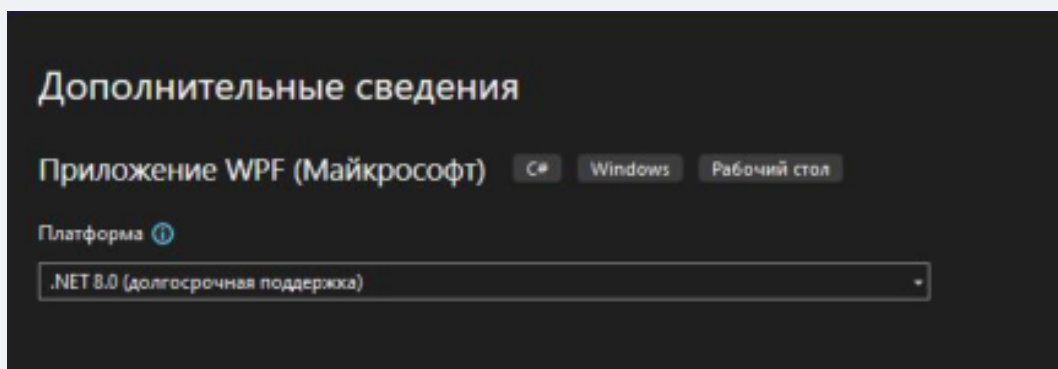 Дополнительные сведения
Приложение WPF (Майкрософт) C# Windows Рабочий стол
Платформа
.NET 8.0 (долгосрочная поддержка)